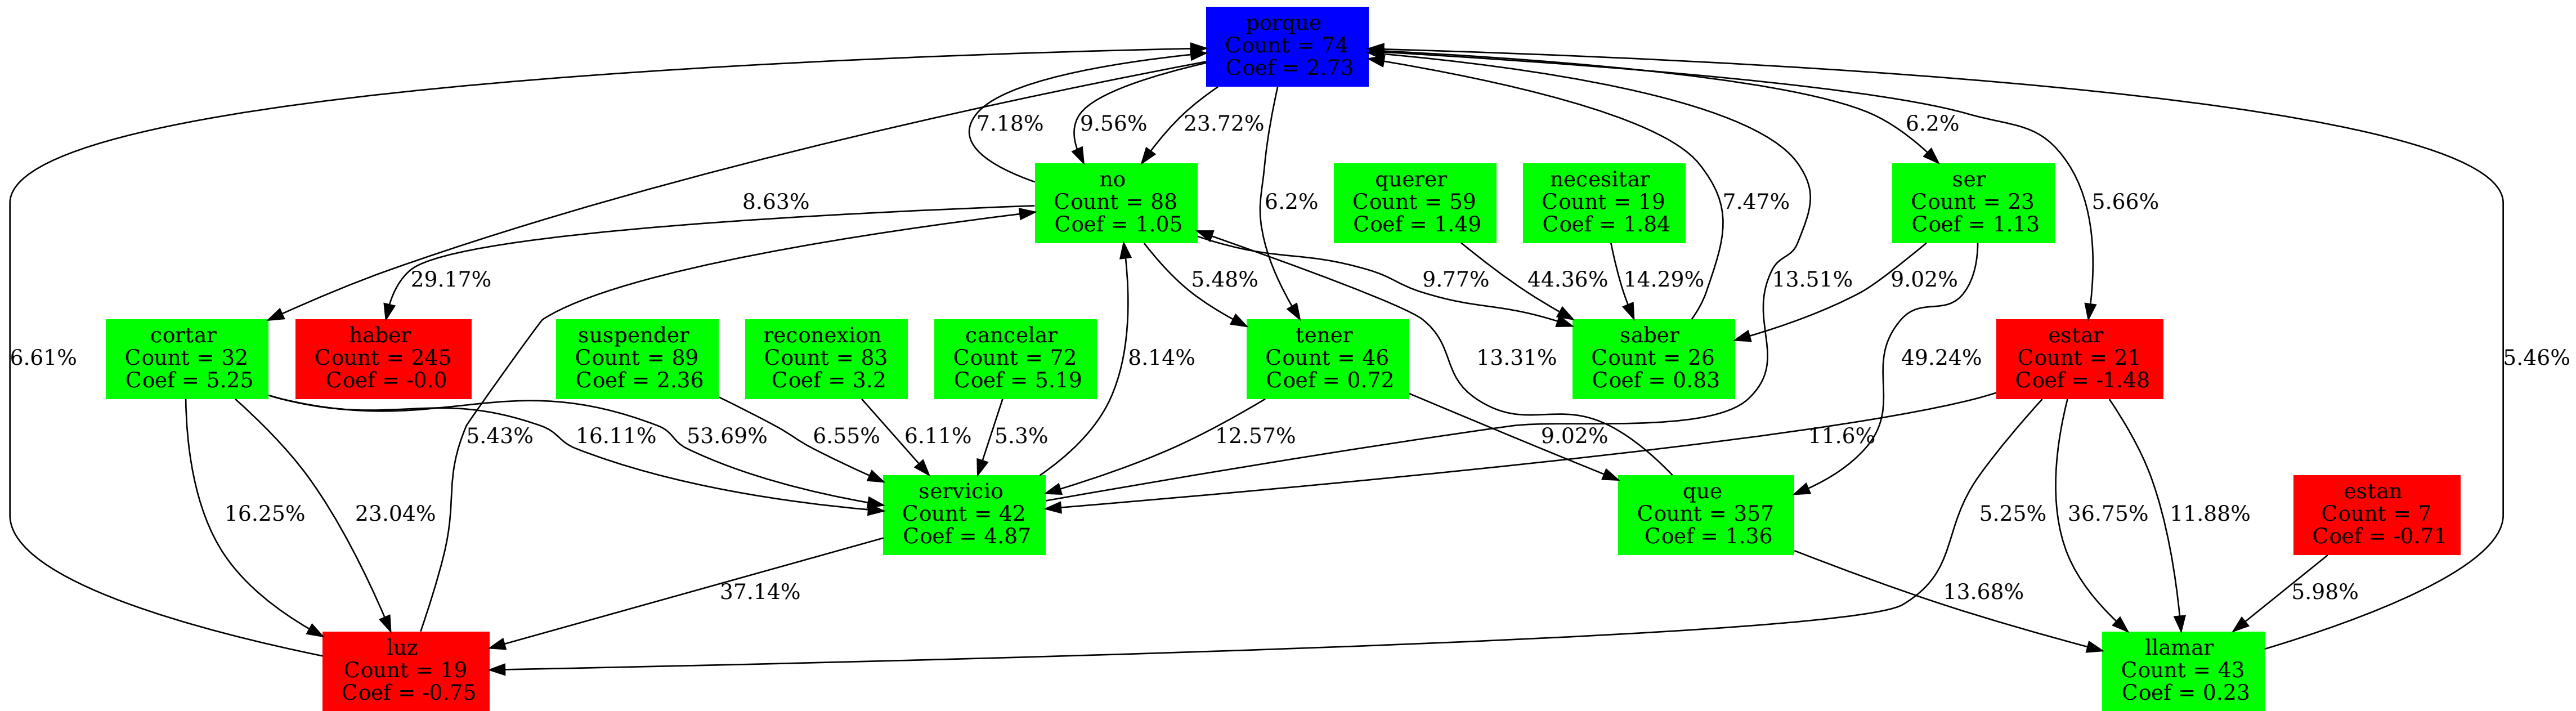 porque
Count = 74
Coef = 2.73
7.18%
9.56%
23.72%
6.2%
no
Count = 88
Coef = 1.05
querer
Count = 59
Coef = 1.49
necesitar
Count = 19
Coef = 1.84
ser
Count = 23
Coef = 1.13
8.63%
6.2%
7.47%
5.66%
29.17%
5.48%
9.77%
44.36%
14.29%
13.51%
9.02%
cortar
Count = 32
Coef = 5.25
haber
Count = 245
Coef = -0.0
suspender
Count = 89
Coef = 2.36
reconexion
Count = 83
Coef = 3.2
cancelar
Count = 72
Coef = 5.19
tener
Count = 46
Coef = 0.72
saber
Count = 26
Coef = 0.83
estar
Count = 21
Coef = -1.48
6.61%
8.14%
13.31%
49.24%
5.46%
5.43%
16.11%
53.69%
6.55%
6.11%
5.3%
12.57%
9.02%
11.6%
servicio
Count = 42
Coef = 4.87
que
Count = 357
Coef = 1.36
estan
Count = 7
Coef = -0.71
16.25%
23.04%
5.25%
36.75%
11.88%
37.14%
13.68%
5.98%
luz
Count = 19
Coef = -0.75
llamar
Count = 43
Coef = 0.23